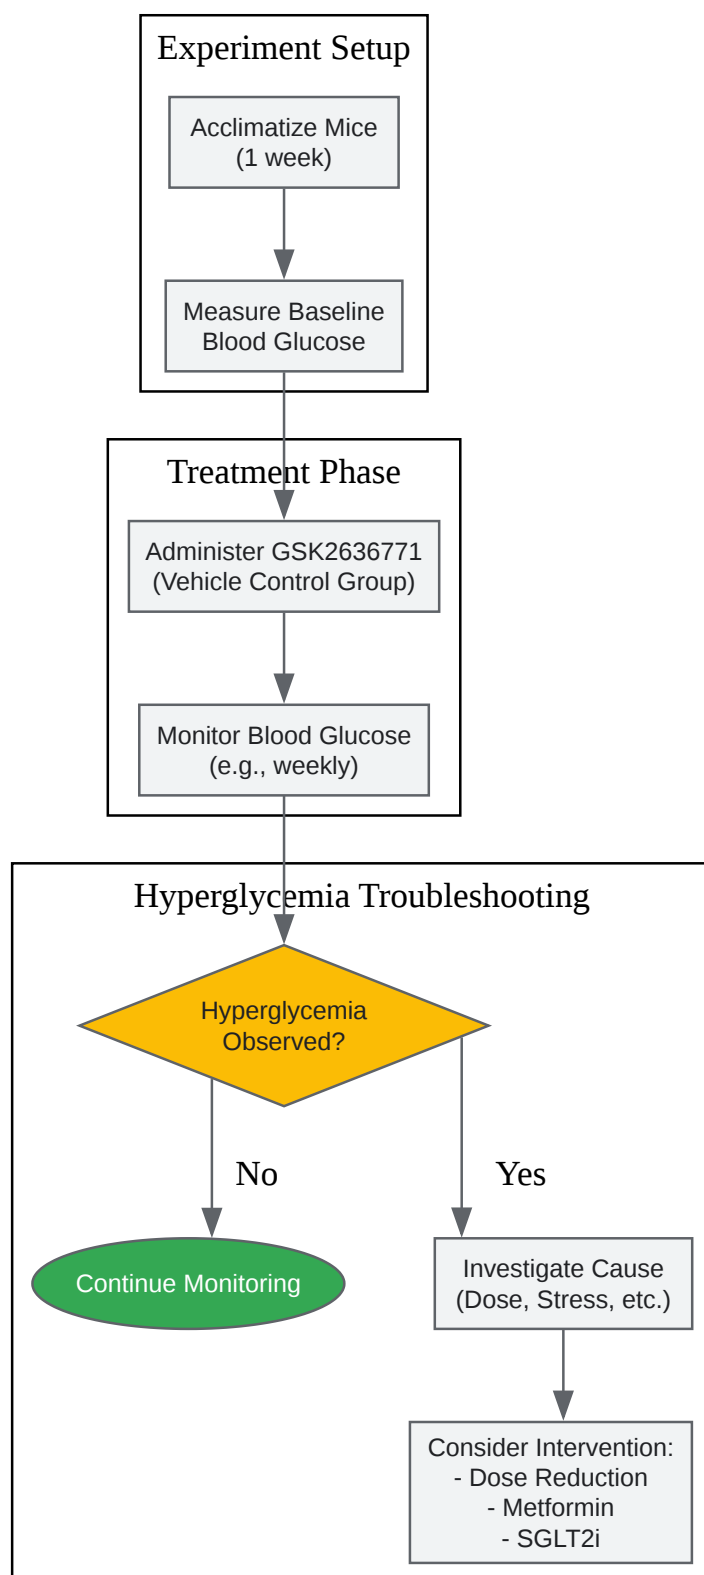 Experiment Setup
Acclimatize Mice
(1 week)
Measure Baseline
Blood Glucose
Treatment Phase
Administer GSK2636771
(Vehicle Control Group)
Monitor Blood Glucose
(e.g., weekly)
Hyperglycemia Troubleshooting
Hyperglycemia
Observed?
No
Yes
Continue Monitoring
Investigate Cause
(Dose, Stress, etc.)
Consider Intervention:
- Dose Reduction
- Metformin
- SGLT2i